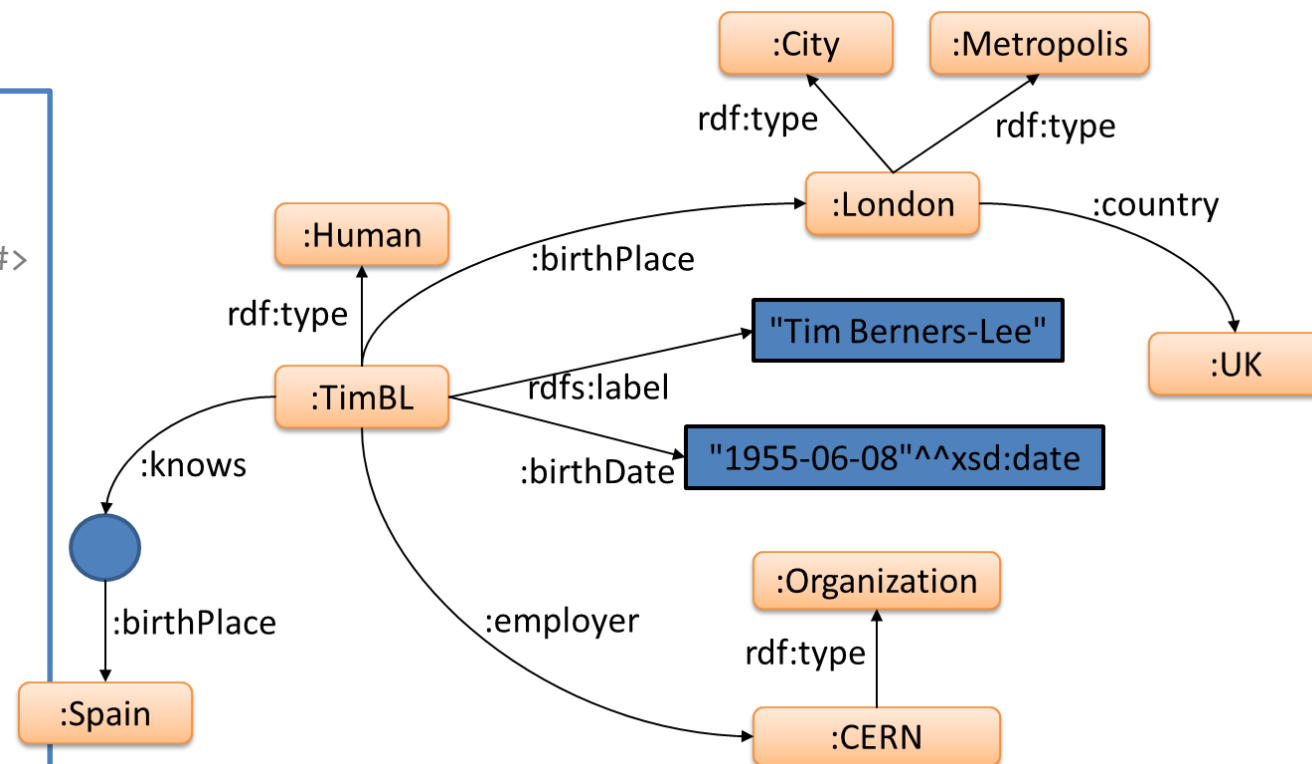 :City
:Metropolis
rdf:type
rdf:type
:London
:country
:Human
#>
:birthPlace
rdf:type
"Tim Berners-Lee"
:UK
:TimBL
rdfs:label
"1955-06-08"^^xsd:date
:knows
:birthDate
:Organization
:birthPlace
:employer
rdf:type
:Spain
:CERN